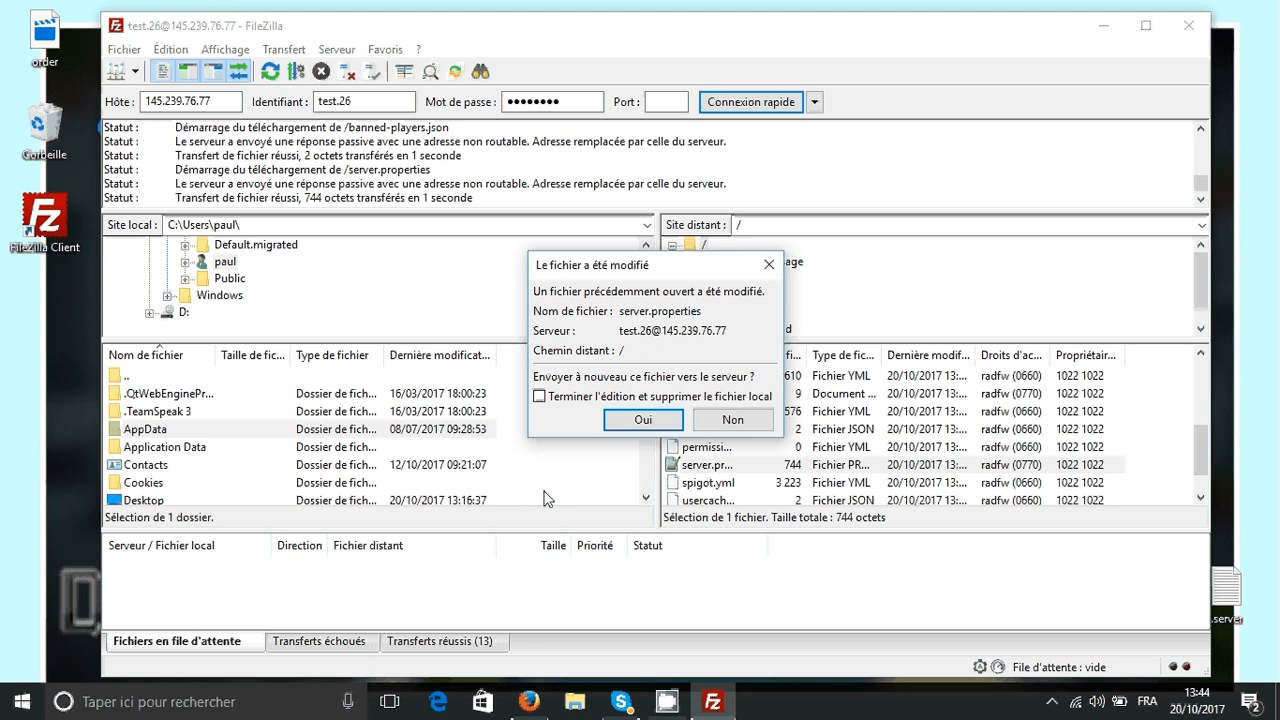 order
Corbeille
FileZilla Client
.server
test.26@145.239.76.77 - FileZilla
Fichier Édition Affichage Transfert Serveur Favoris ?
Hôte : 145.239.76.77 Identifiant : test.26 Mot de passe : ●●●●●●●● Port : Connexion rapide
Statut : Démarrage du téléchargement de /banned-players.json
Statut : Le serveur a envoyé une réponse passive avec une adresse non routable. Adresse remplacée par celle du serveur.
Statut : Transfert de fichier réussi, 2 octets transférés en 1 seconde
Statut : Démarrage du téléchargement de /server.properties
Statut : Le serveur a envoyé une réponse passive avec une adresse non routable. Adresse remplacée par celle du serveur.
Statut : Transfert de fichier réussi, 744 octets transférés en 1 seconde
Site local : C:\Users\paul\
Default.migrated
paul
Public
Windows
D:
Nom de fichier Taille de fic... Type de fichier Dernière modificat...
..
.QtWebEnginePr... Dossier de fich... 16/03/2017 18:00:23
.TeamSpeak 3 Dossier de fich... 16/03/2017 18:00:23
AppData Dossier de fich... 08/07/2017 09:28:53
Application Data Dossier de fich...
Contacts Dossier de fich... 12/10/2017 09:21:07
Cookies Dossier de fich...
Desktop Dossier de fich... 20/10/2017 13:16:37
Sélection de 1 dossier.
Site distant : /
/
age
d
fi... Type de fichier Dernière modif... Droits d'ac... Propriétair...
610 Fichier YML 20/10/2017 13:... radfw (0660) 1022 1022
9 Document ... 20/10/2017 13:... radfw (0770) 1022 1022
576 Fichier YML 20/10/2017 13:... radfw (0660) 1022 1022
2 Fichier JSON 20/10/2017 13:... radfw (0660) 1022 1022
permissi... 0 Fichier YML 20/10/2017 13:... radfw (0660) 1022 1022
server.pr... 744 Fichier PR... 20/10/2017 13:... radfw (0770) 1022 1022
spigot.yml 3 223 Fichier YML 20/10/2017 13:... radfw (0660) 1022 1022
usercach... 2 Fichier JSON 20/10/2017 13:... radfw (0660) 1022 1022
Sélection de 1 fichier. Taille totale : 744 octets
Le fichier a été modifié
Un fichier précédemment ouvert a été modifié.
Nom de fichier : server.properties
Serveur : test.26@145.239.76.77
Chemin distant : /
Envoyer à nouveau ce fichier vers le serveur ?
Terminer l'édition et supprimer le fichier local
Oui Non
Serveur / Fichier local Direction Fichier distant Taille Priorité Statut
Fichiers en file d'attente Transferts échoués Transferts réussis (13)
File d'attente : vide
Taper ici pour rechercher
FRA
13:44
20/10/2017
2